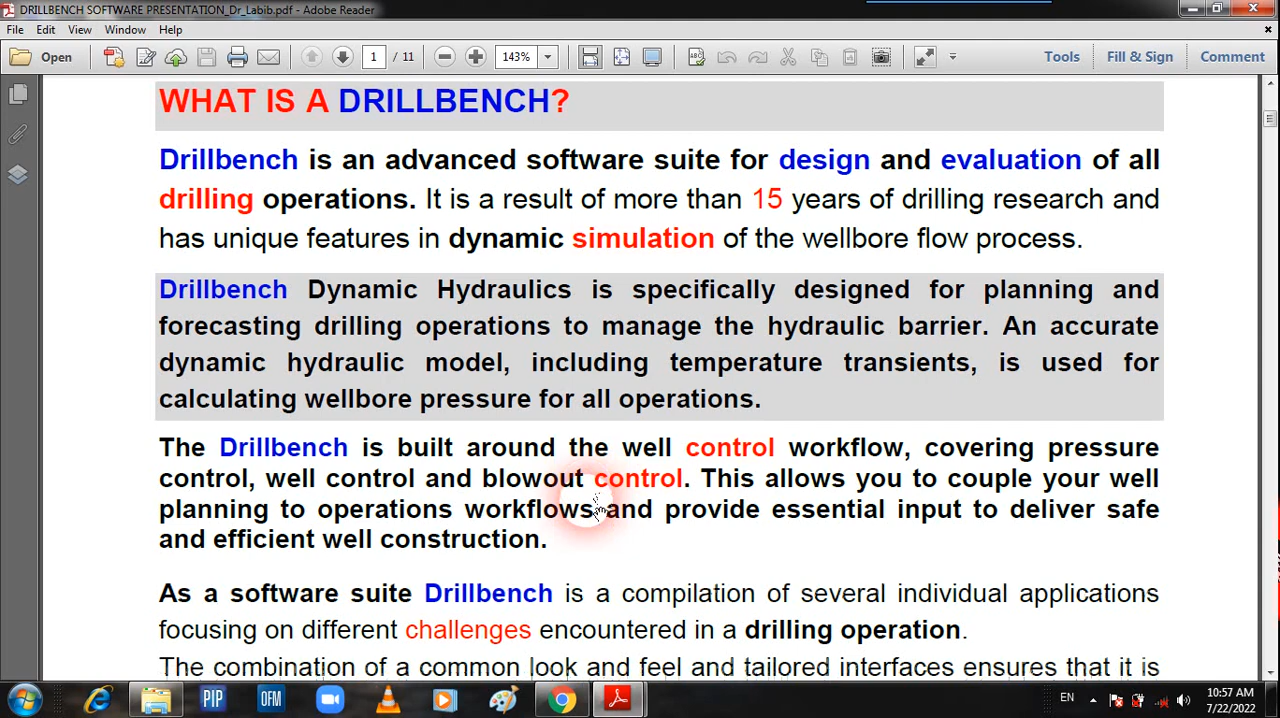 DRILLBENCH SOFTWARE PRESENTATION_Dr_Labib.pdf - Adobe Reader
File Edit View Window Help
Open 1 / 11 143% Tools Fill & Sign Comment
WHAT IS A DRILLBENCH?
Drillbench is an advanced software suite for design and evaluation of all
drilling operations. It is a result of more than 15 years of drilling research and
has unique features in dynamic simulation of the wellbore flow process.
Drillbench Dynamic Hydraulics is specifically designed for planning and
forecasting drilling operations to manage the hydraulic barrier. An accurate
dynamic hydraulic model, including temperature transients, is used for
calculating wellbore pressure for all operations.
The Drillbench is built around the well control workflow, covering pressure
control, well control and blowout control. This allows you to couple your well
planning to operations workflows and provide essential input to deliver safe
and efficient well construction.
As a software suite Drillbench is a compilation of several individual applications
focusing on different challenges encountered in a drilling operation.
The combination of a common look and feel and tailored interfaces ensures that it is
PIP OFM EN 10:57 AM
7/22/2022